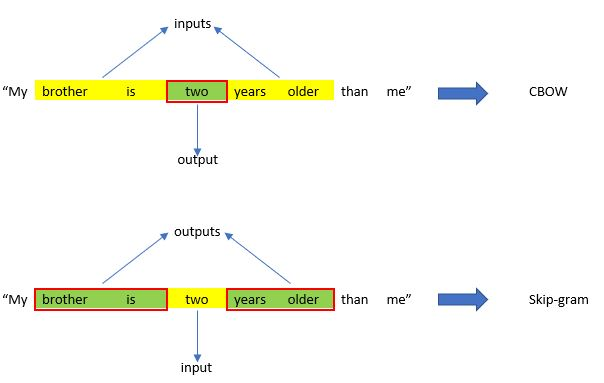 inputs
“My brother is two years older than me” CBOW
output
outputs
“My brother is two years older than me” Skip-gram
input